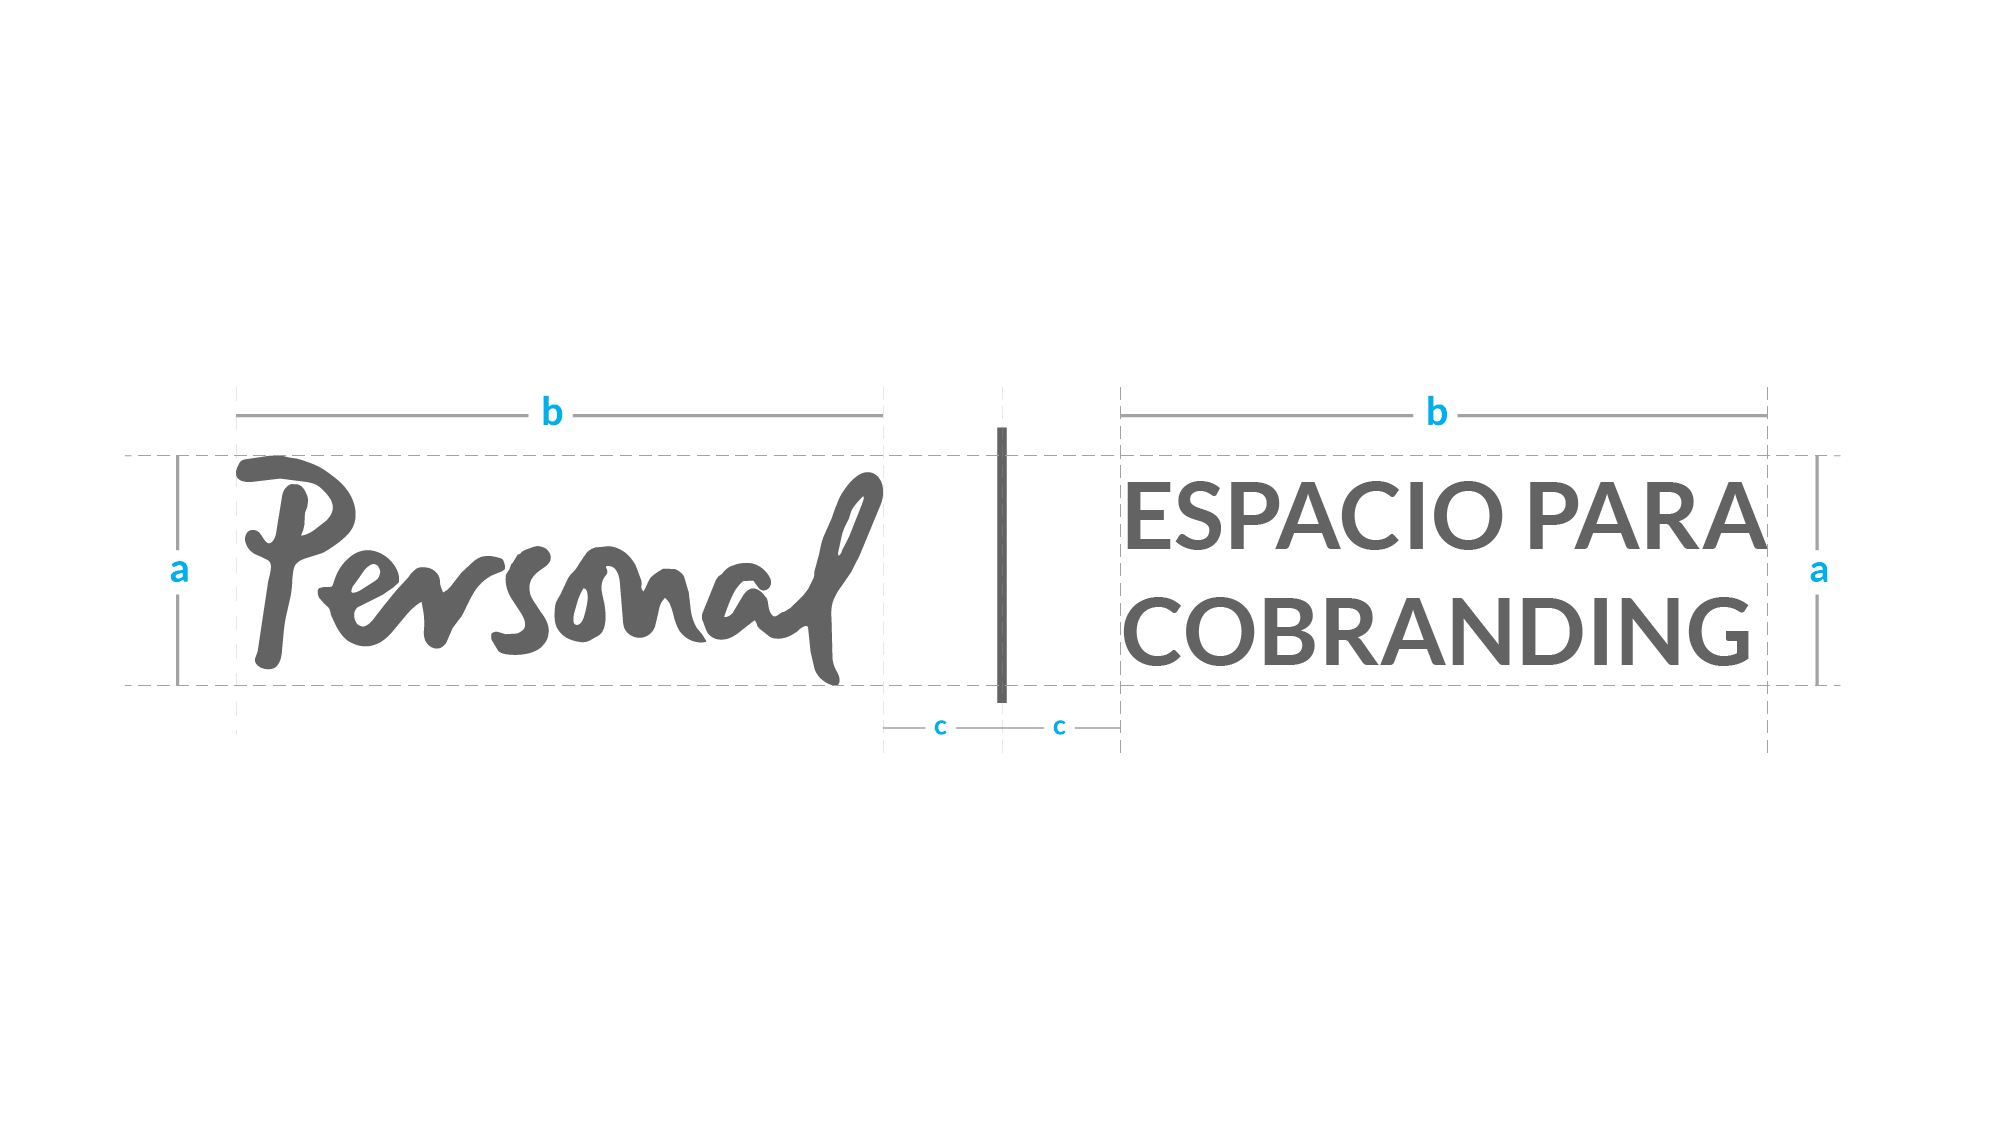 b b
Personal
ESPACIO PARA
COBRANDING
a a
c c